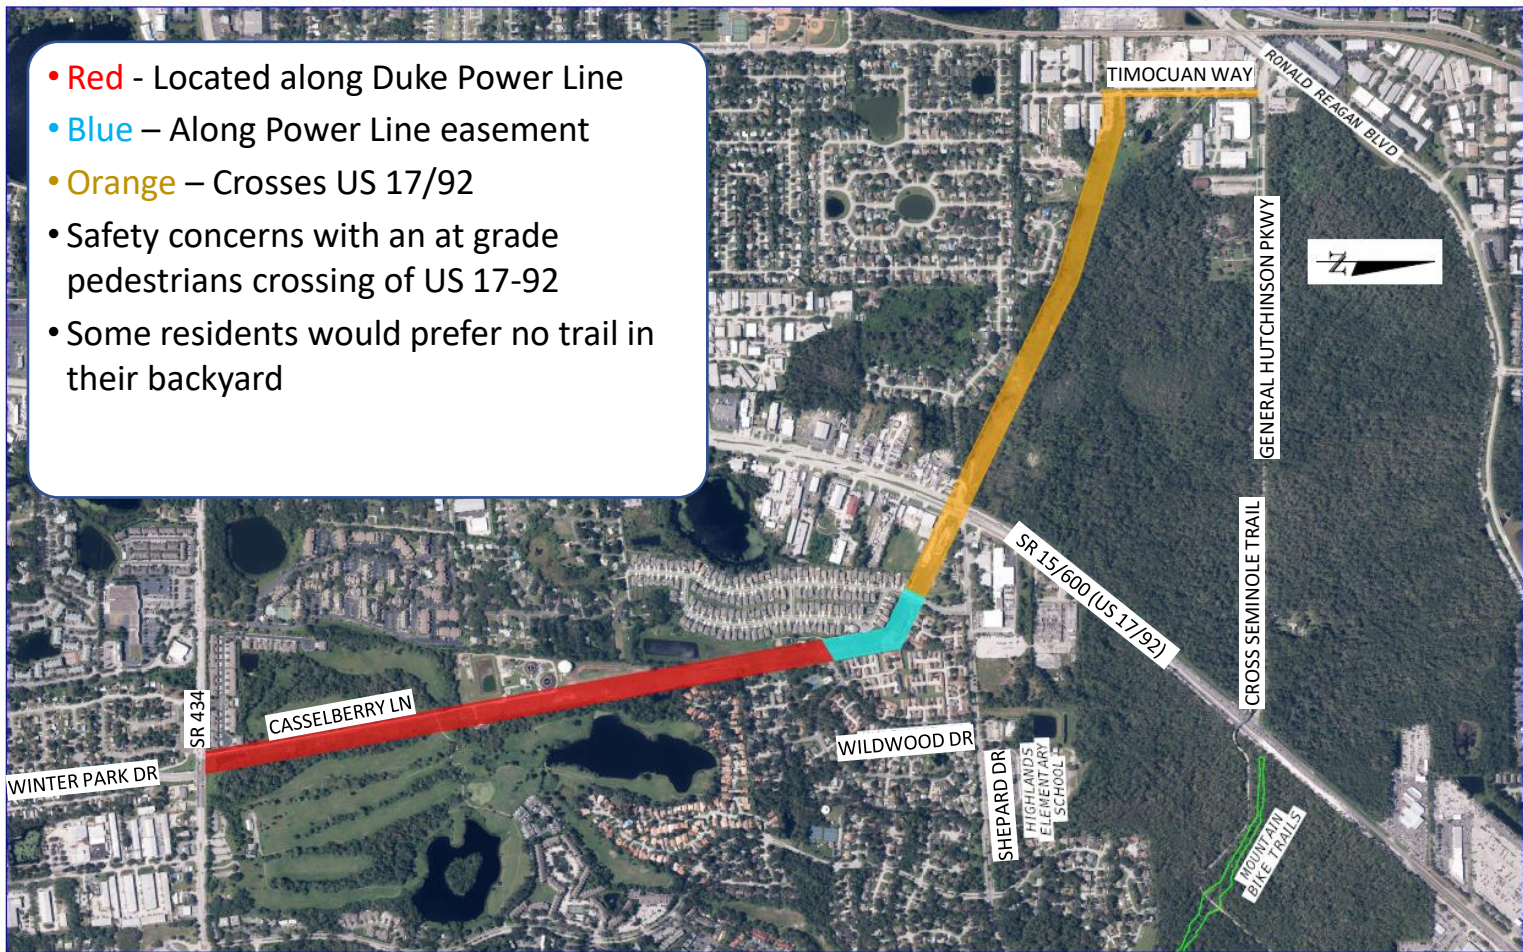 • Red - Located along Duke Power Line
• Blue – Along Power Line easement
• Orange – Crosses US 17/92
• Safety concerns with an at grade
pedestrians crossing of US 17-92
• Some residents would prefer no trail in
their backyard
TIMOCUAN WAY
RONALD REAGAN BLVD
GENERAL HUTCHINSON PKWY
N
CROSS SEMINOLE TRAIL
SR 15/600 (US 17/92)
SR 434
CASSELBERRY LN
WINTER PARK DR
WILDWOOD DR
SHEPARD DR
HIGHLANDS
ELEMENTARY
SCHOOL
MOUNTAIN
BIKE TRAILS